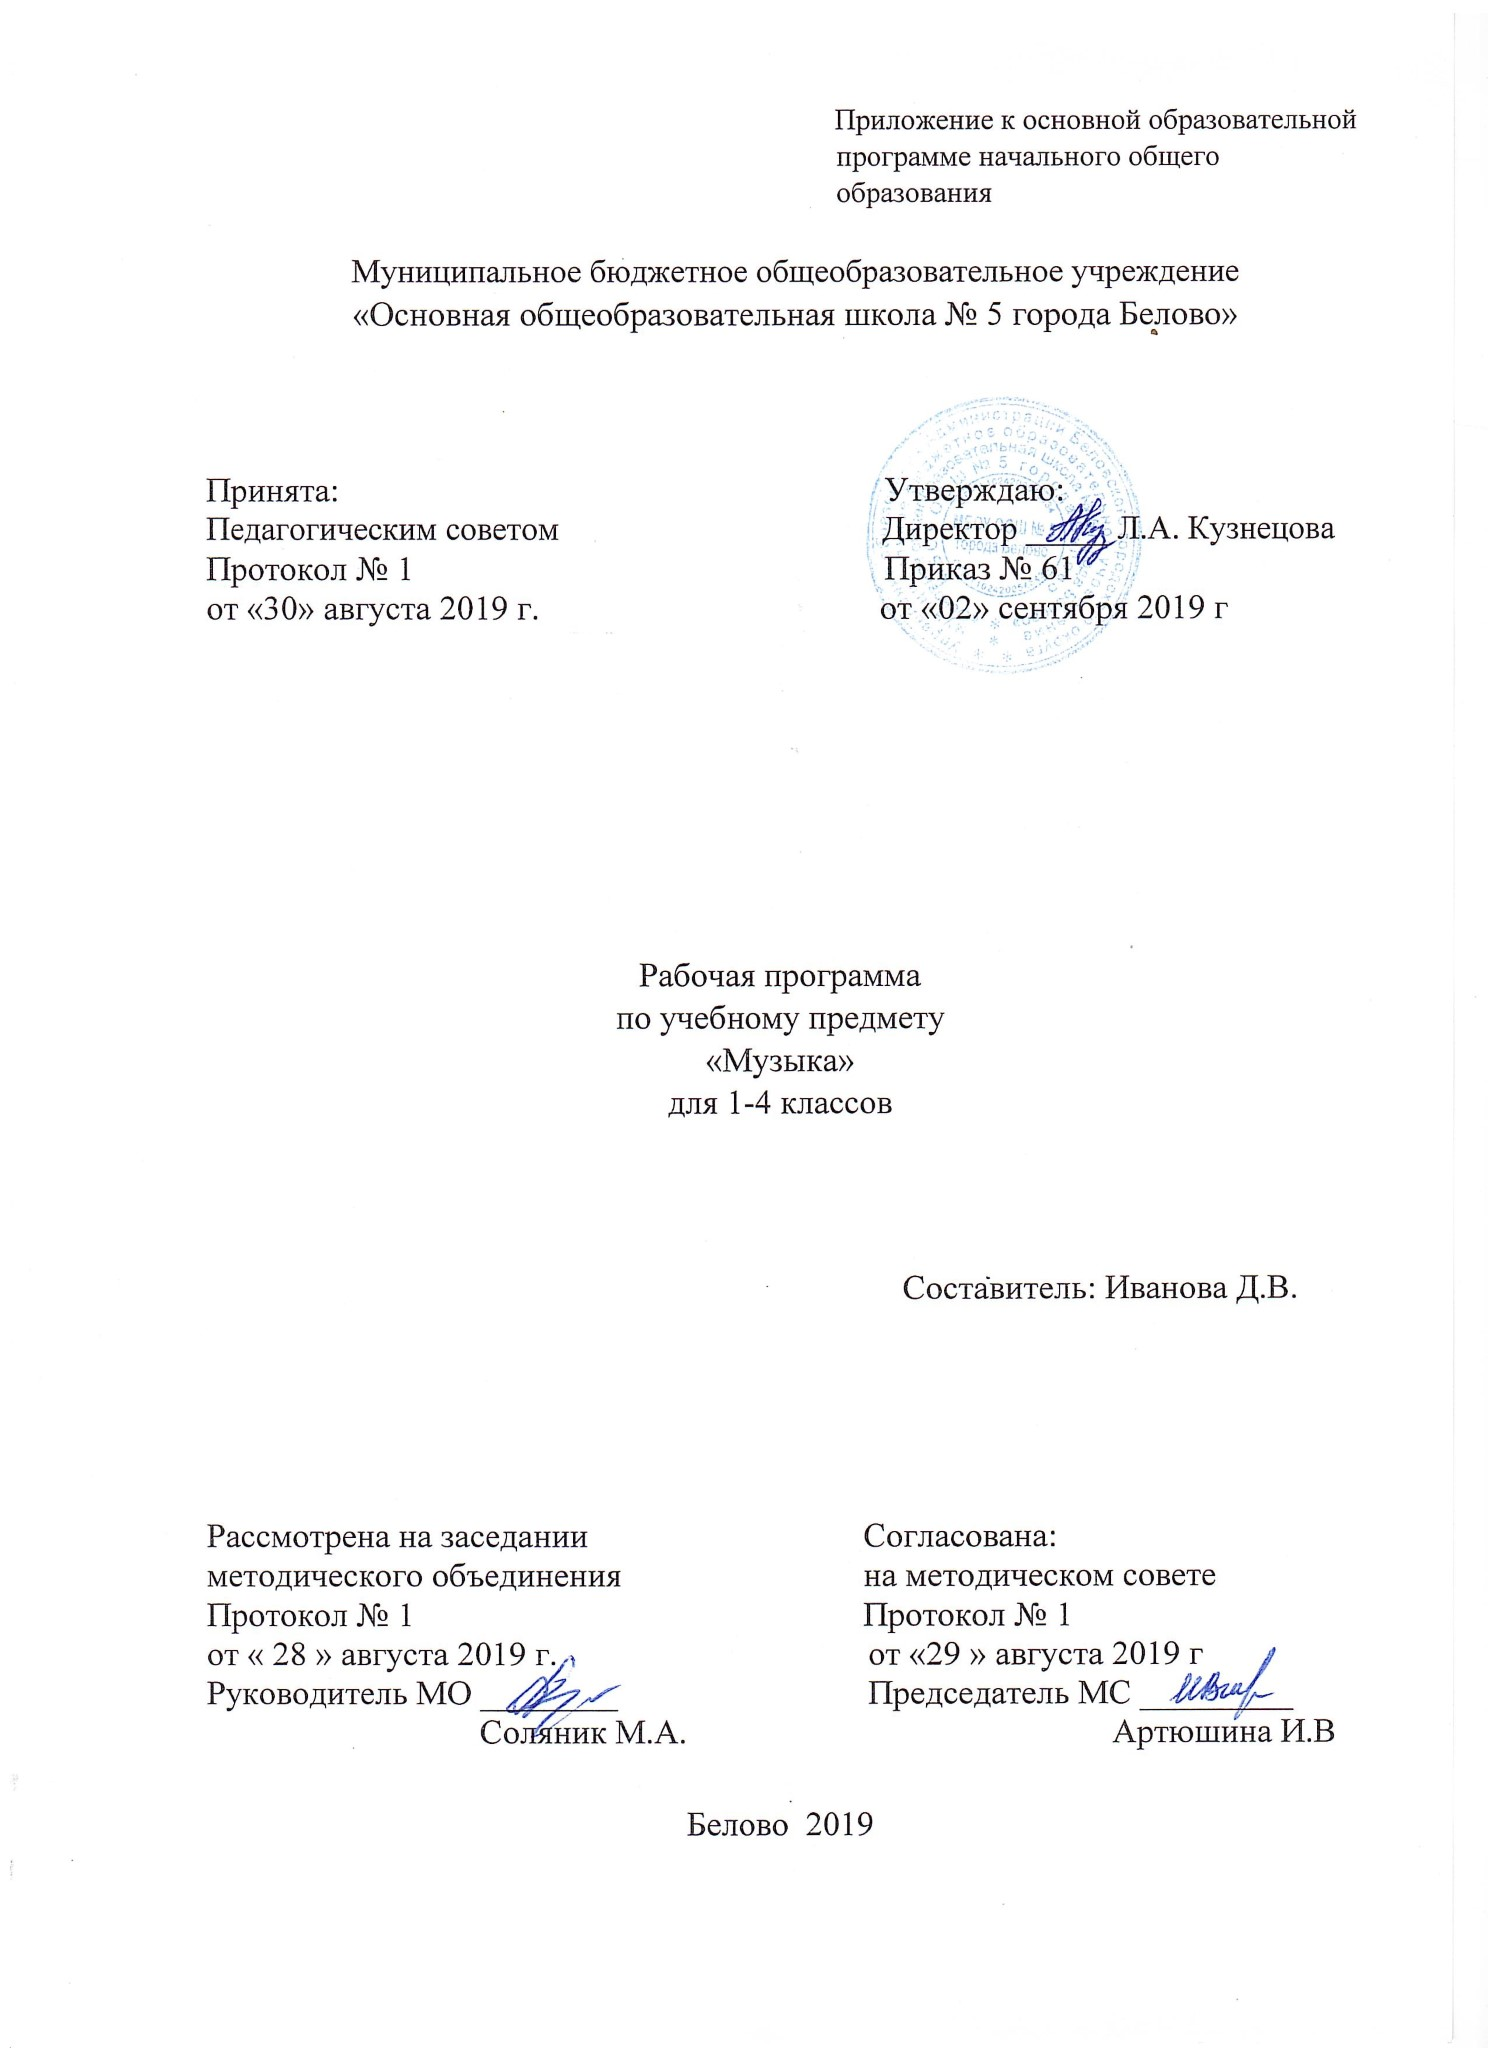 Приложение к основной образовательной
программе начального общего
образования
Муниципальное бюджетное общеобразовательное учреждение
«Основная общеобразовательная школа № 5 города Белово»
Принята:
Педагогическим советом
Протокол № 1
от «30» августа 2019 г.
Утверждаю:
Директор _____ Л.А. Кузнецова
Приказ № 61
от «02» сентября 2019 г
Рабочая программа
по учебному предмету
«Музыка»
для 1-4 классов
Составитель: Иванова Д.В.
Рассмотрена на заседании
методического объединения
Протокол № 1
от « 28 » августа 2019 г.
Руководитель МО ________
Соляник М.А.
Согласована:
на методическом совете
Протокол № 1
от «29 » августа 2019 г
Председатель МС _________
Артюшина И.В
Белово 2019